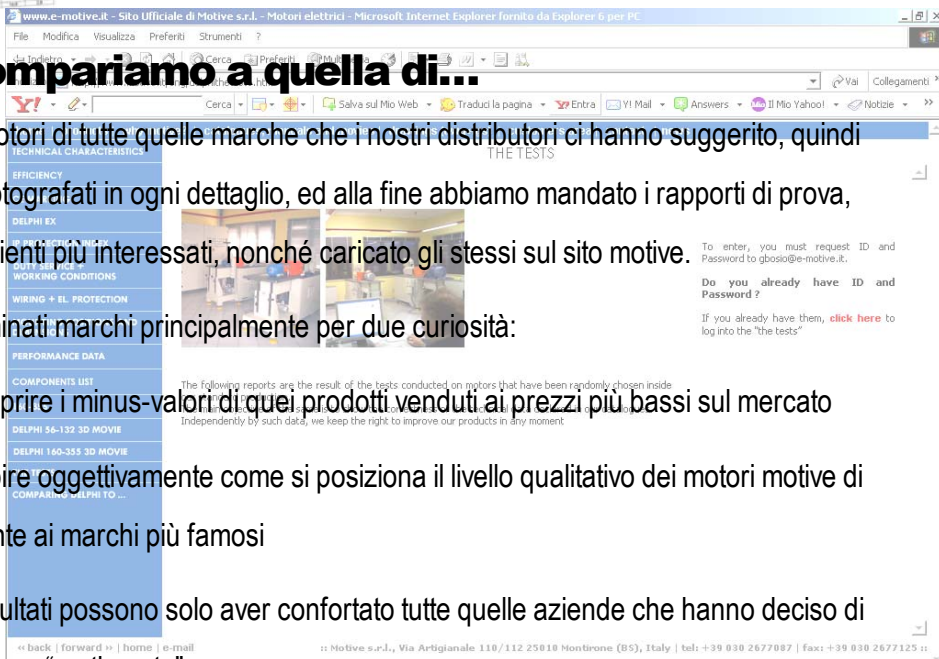 www.e-motive.it - Sito Ufficiale di Motive s.r.l. - Motori elettrici - Microsoft Internet Explorer fornito da Explorer 6 per PC
File Modifica Visualizza Preferiti Strumenti ?
Indietro Cerca Preferiti
ompariamo a quella di...
Vai Collegamenti
Y! Cerca Salva sul Mio Web Traduci la pagina Entra Y! Mail Answers Il Mio Yahoo! Notizie
otori di tutte quelle marche che i nostri distributori ci hanno suggerito, quindi
TECHNICAL CHARACTERISTICS
THE TESTS
EFFICIENCY
otografati in ogni dettaglio, ed alla fine abbiamo mandato i rapporti di prova,
DELPHI EX
IP PROTECTION INDEX
ienti più interessati, nonché caricato gli stessi sul sito motive.
To enter, you must request ID and
Password to gbosio@e-motive.it.
DUTY SERVICE +
WORKING CONDITIONS
Do you already have ID and
Password ?
WIRING + EL. PROTECTION
If you already have them, click here to
log into the "the tests"
minati marchi principalmente per due curiosità:
PERFORMANCE DATA
COMPONENTS LIST
The following reports are the result of the tests conducted on motors that have been randomly chosen inside
prire i minus-valori di quei prodotti venduti ai prezzi più bassi sul mercato
Independently by such data, we keep the right to improve our products in any moment
DELPHI 56-132 3D MOVIE
DELPHI 160-355 3D MOVIE
pire oggettivamente come si posiziona il livello qualitativo dei motori motive di
COMPARING DELPHI TO ...
nte ai marchi più famosi
ultati possono solo aver confortato tutte quelle aziende che hanno deciso di
‹‹ back | forward ›› | home | e-mail
:: Motive s.r.l., Via Artigianale 110/112 25010 Montirone (BS), Italy | tel: +39 030 2677087 | fax: +39 030 2677125 ::